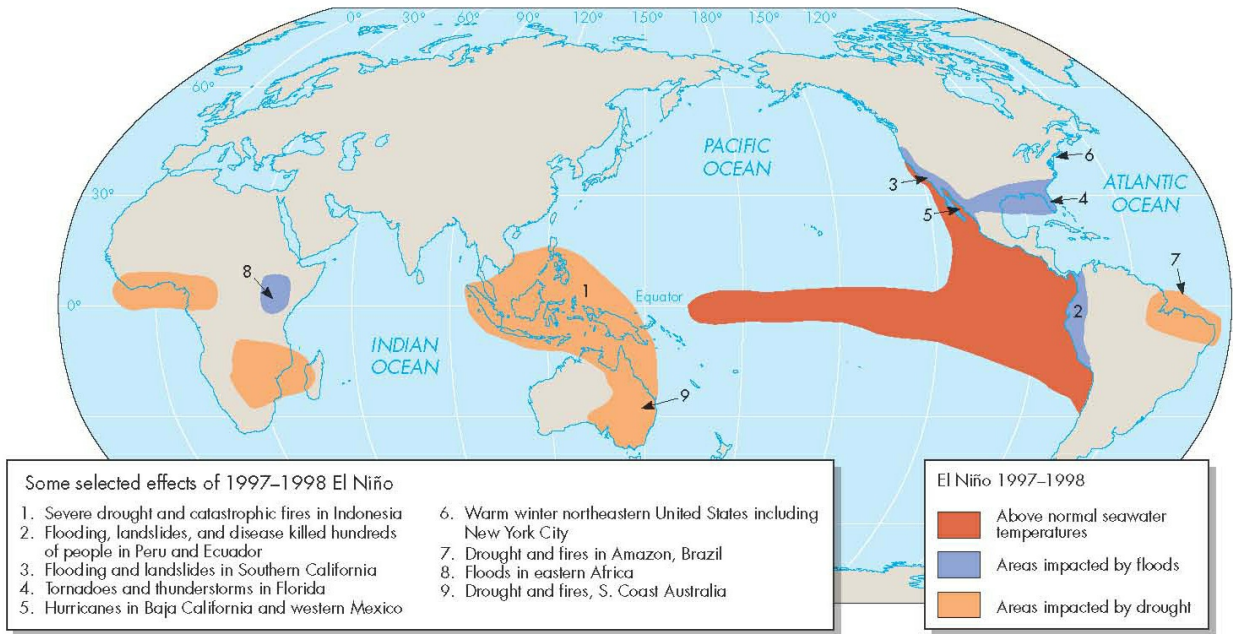 0° 30° 60° 90° 120° 150° 180° 150° 120°
60°
PACIFIC
OCEAN
6
3
ATLANTIC
OCEAN
30°
4
5
7
8
1
Equator
0°
2
INDIAN
OCEAN
9
30° 60° 90° 120° 150°
Some selected effects of 1997–1998 El Niño
1. Severe drought and catastrophic fires in Indonesia
2. Flooding, landslides, and disease killed hundreds
of people in Peru and Ecuador
3. Flooding and landslides in Southern California
4. Tornadoes and thunderstorms in Florida
5. Hurricanes in Baja California and western Mexico
6. Warm winter northeastern United States including
New York City
7. Drought and fires in Amazon, Brazil
8. Floods in eastern Africa
9. Drought and fires, S. Coast Australia
El Niño 1997–1998
Above normal seawater
temperatures
Areas impacted by floods
Areas impacted by drought